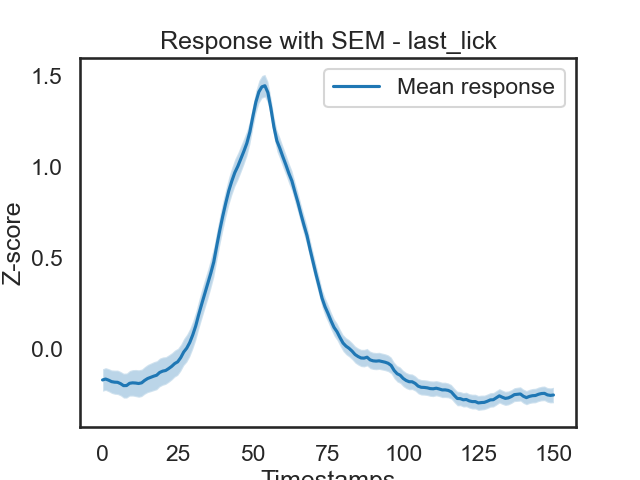 Response with SEM - last_lick
Mean response
Z-score
1.5
1.0
0.5
0.0
0 25 50 75 100 125 150
Timestamps